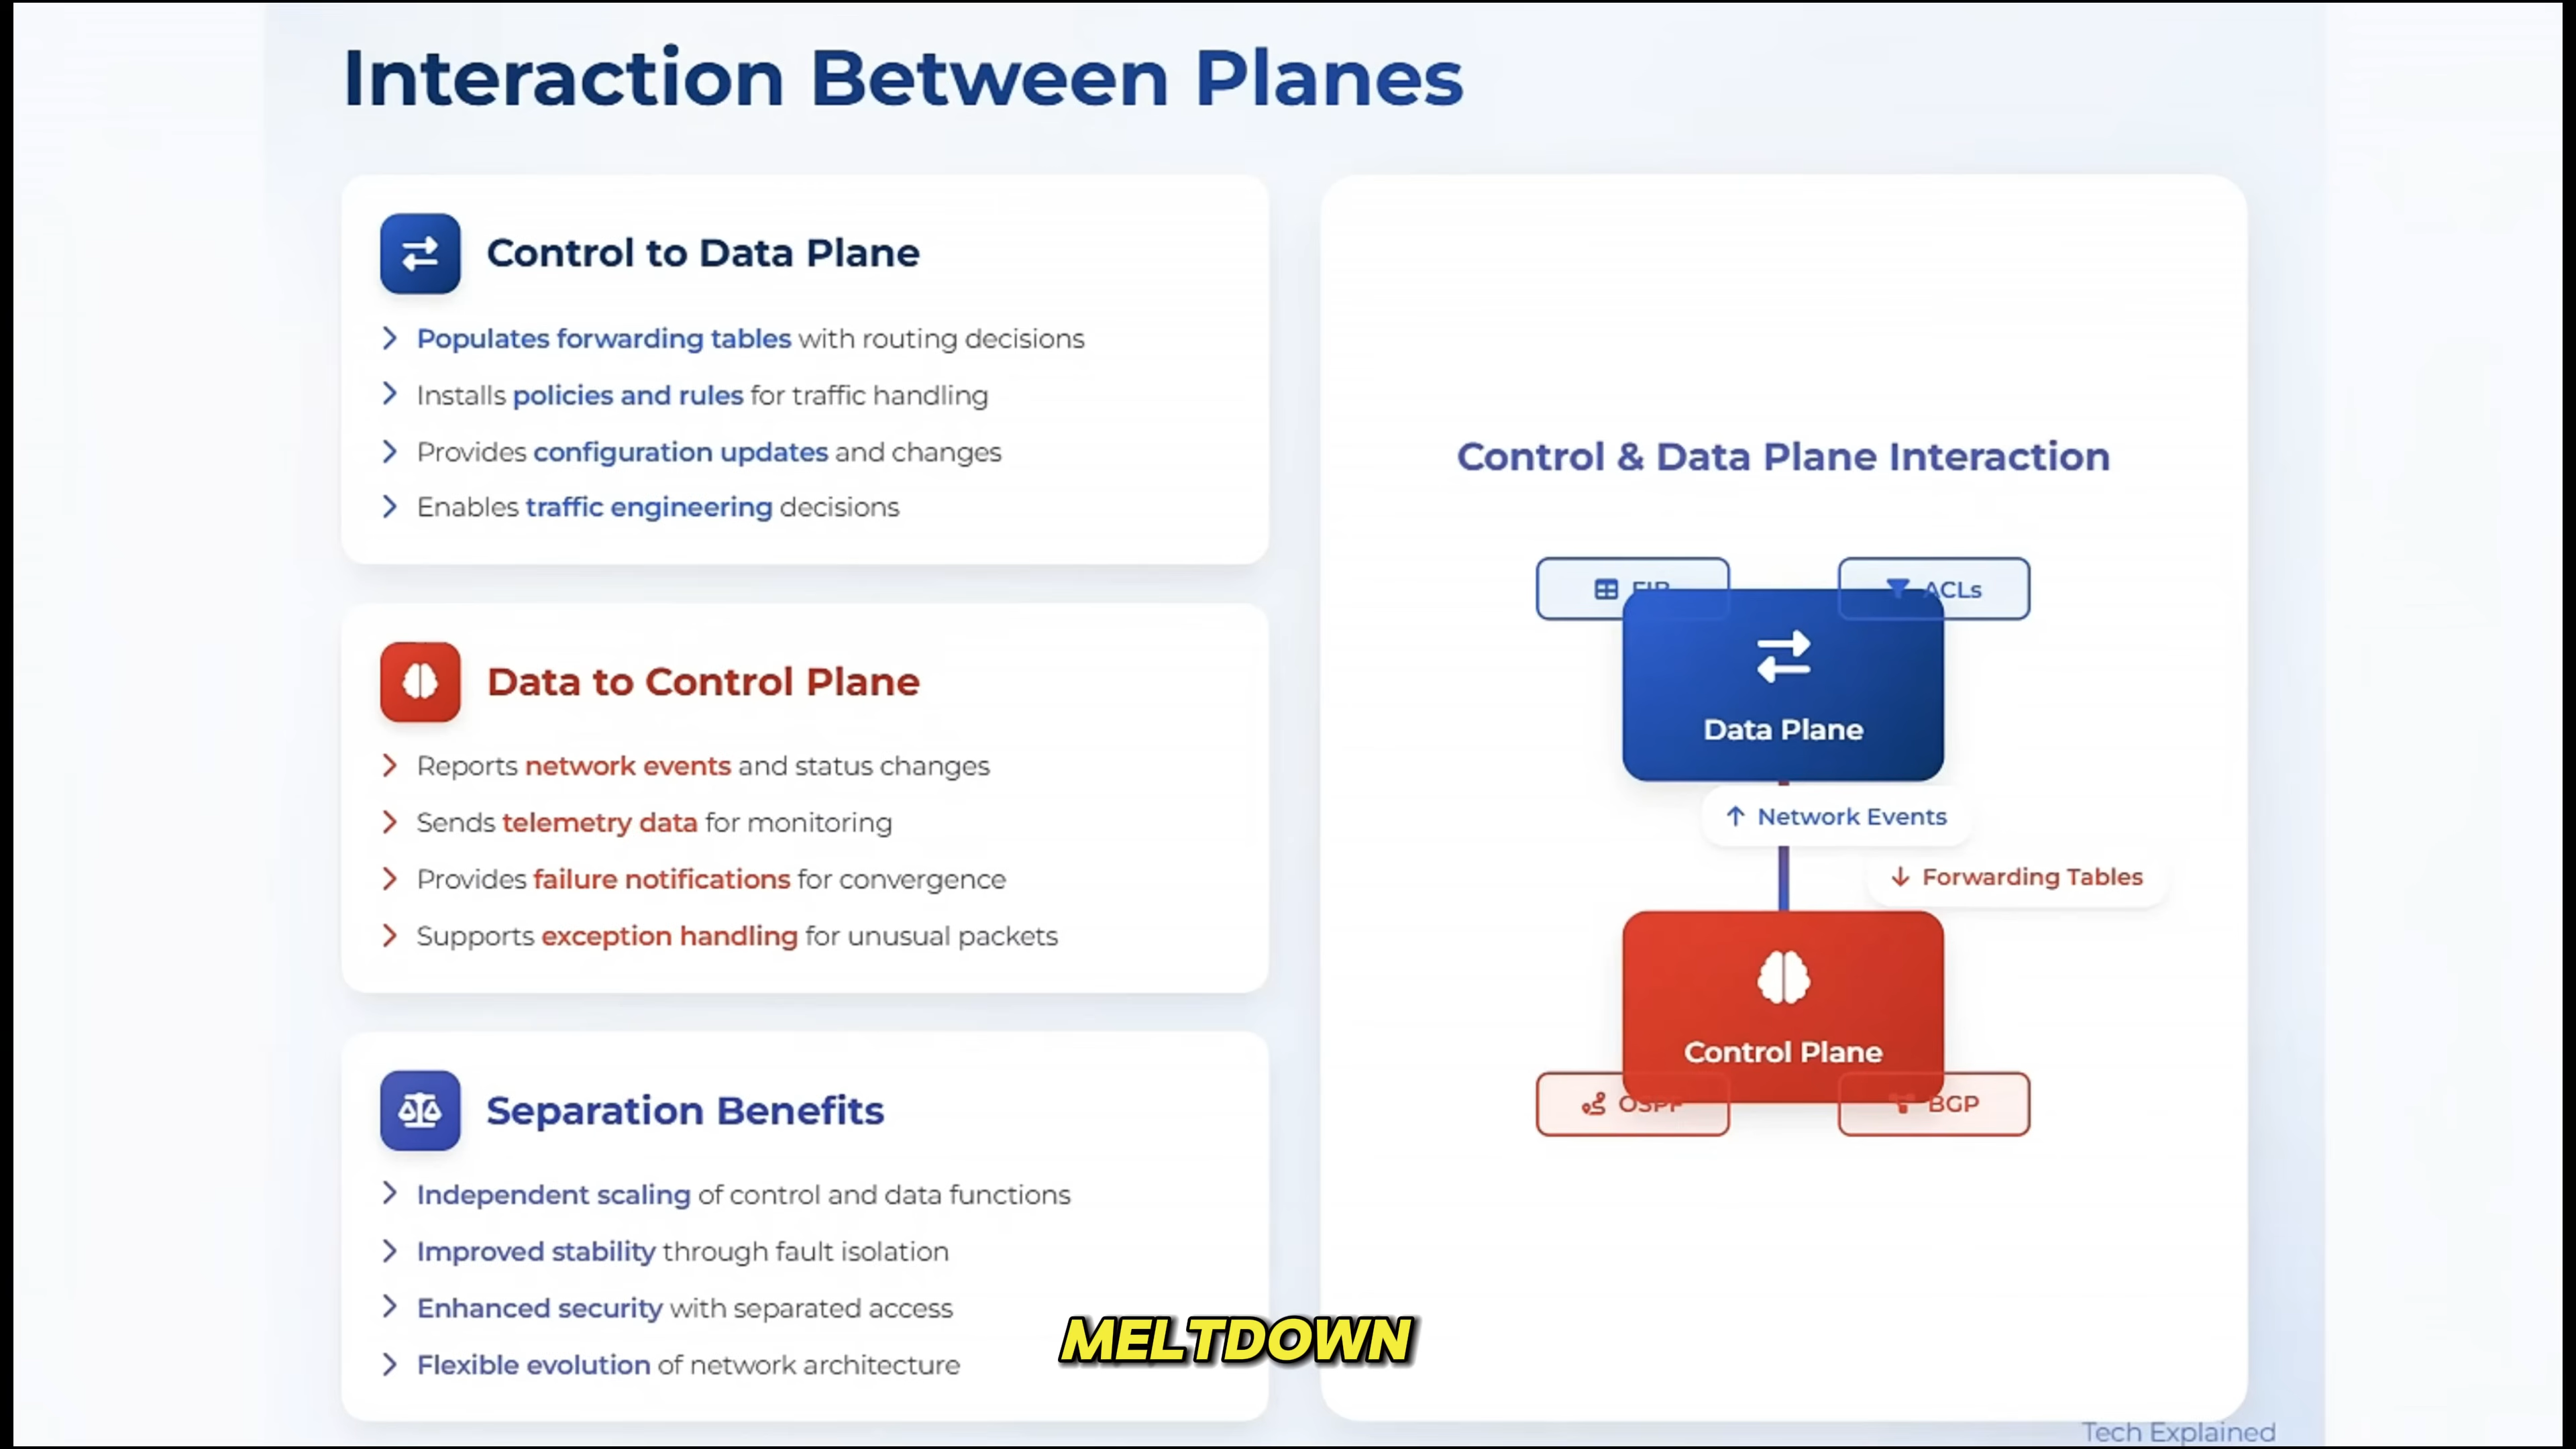 Interaction Between Planes
Control to Data Plane
Populates forwarding tables with routing decisions
Installs policies and rules for traffic handling
Provides configuration updates and changes
Enables traffic engineering decisions
Data to Control Plane
Reports network events and status changes
Sends telemetry data for monitoring
Provides failure notifications for convergence
Supports exception handling for unusual packets
Separation Benefits
Independent scaling of control and data functions
Improved stability through fault isolation
Enhanced security with separated access
Flexible evolution of network architecture
Control & Data Plane Interaction
FIB
ACLs
Data Plane
↑ Network Events
↓ Forwarding Tables
Control Plane
OSPF
BGP
MELTDOWN
Tech Explained